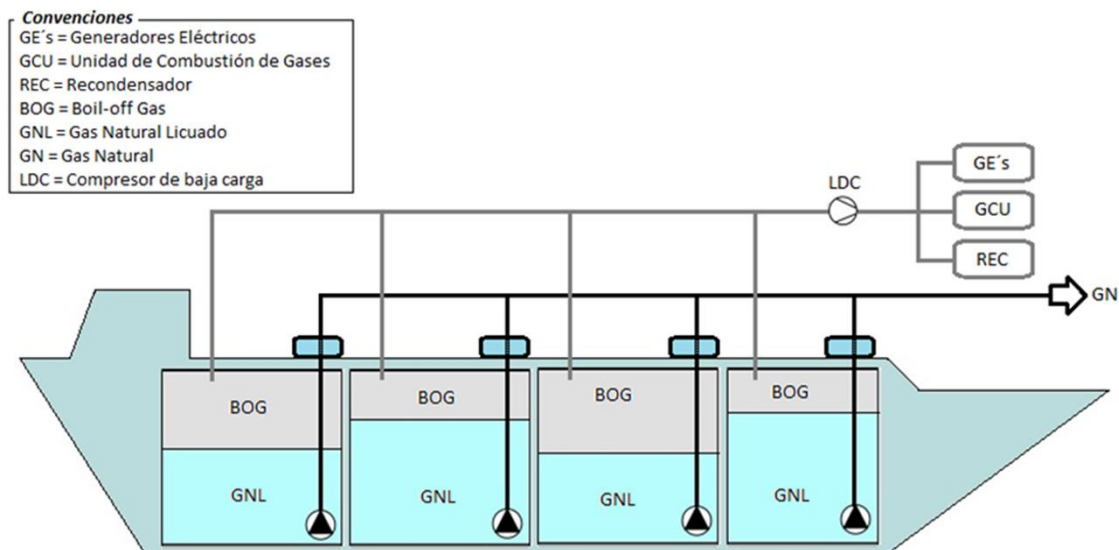 Convenciones
GE´s = Generadores Eléctricos
GCU = Unidad de Combustión de Gases
REC = Recondensador
BOG = Boil-off Gas
GNL = Gas Natural Licuado
GN = Gas Natural
LDC = Compresor de baja carga
GE´s
LDC
GCU
REC
GN
BOG
BOG
BOG
BOG
GNL
GNL
GNL
GNL